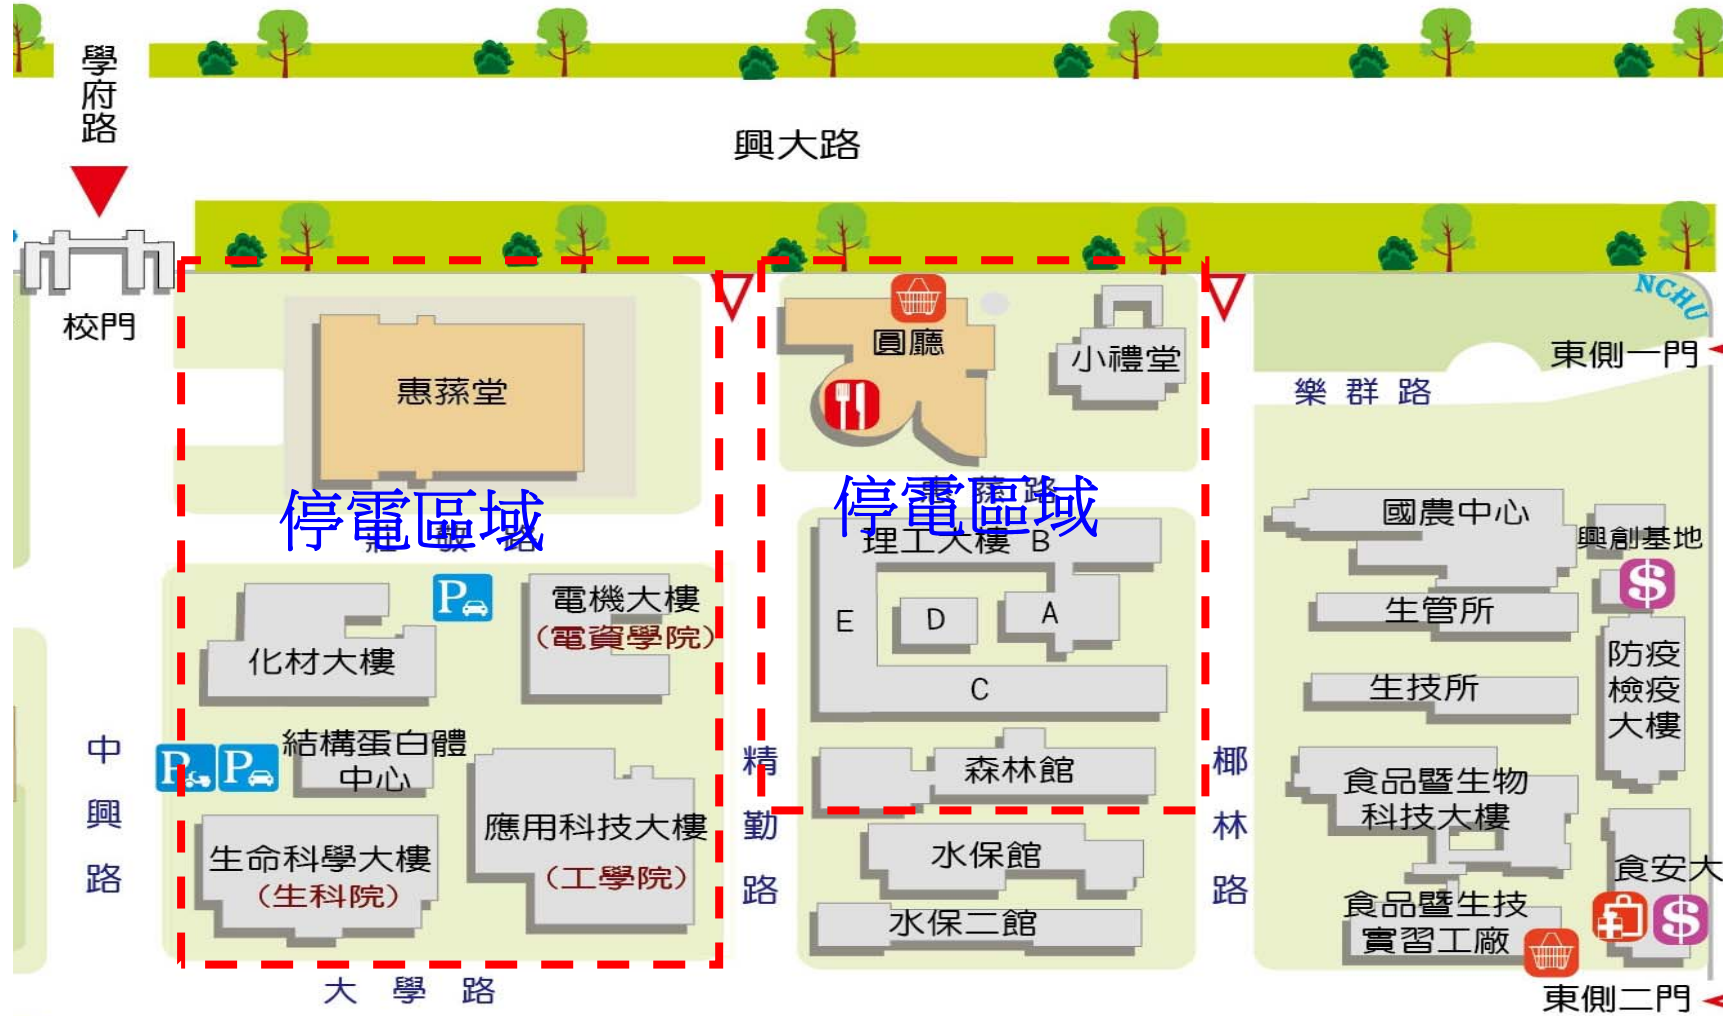 學府路
興大路
校門
NCHU
東側一門
惠蓀堂
圓廳
小禮堂
樂群路
停電區域
停電區域
莊敬路
惠蓀路
理工大樓 B
E
D
A
C
國農中心
興創基地
$
P
電機大樓
(電資學院)
化材大樓
生管所
生技所
防疫
檢疫
大樓
中興路
P
P
結構蛋白體
中心
精勤路
森林館
椰林路
食品暨生物
科技大樓
生命科學大樓
(生科院)
應用科技大樓
(工學院)
水保館
水保二館
食安大
$
食品暨生技
實習工廠
大學路
東側二門